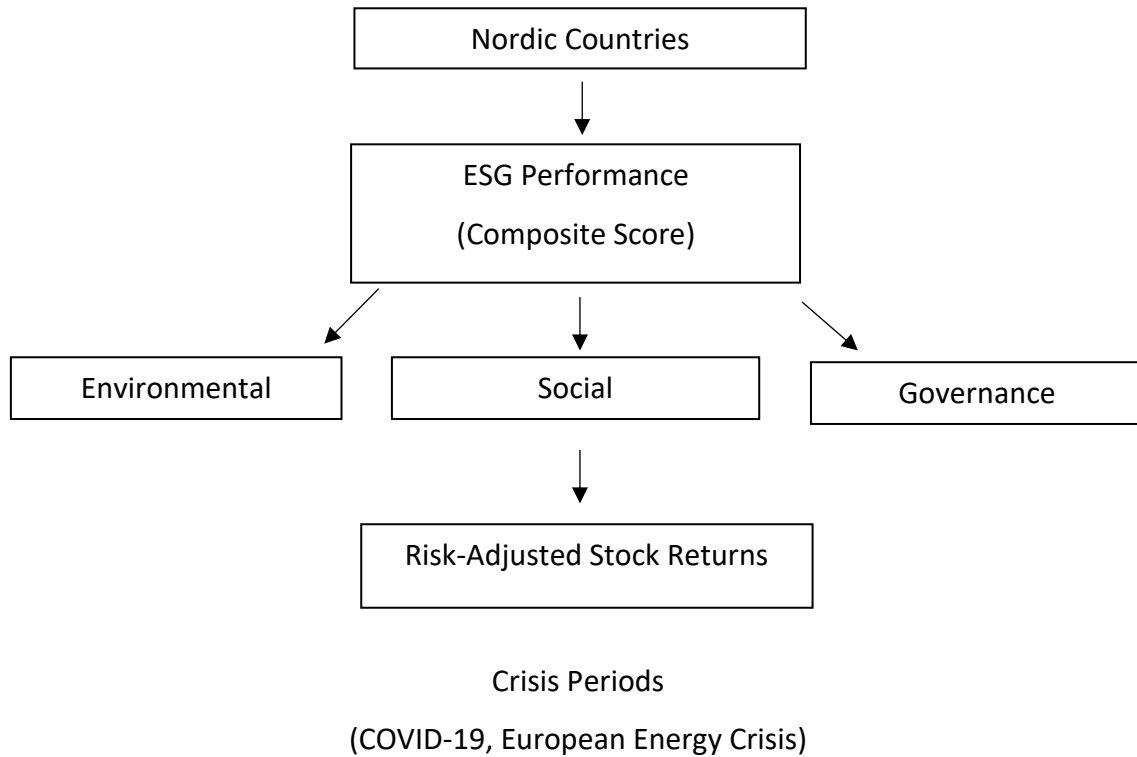 Nordic Countries
ESG Performance
(Composite Score)
Environmental
Social
Governance
Risk-Adjusted Stock Returns
Crisis Periods
(COVID-19, European Energy Crisis)